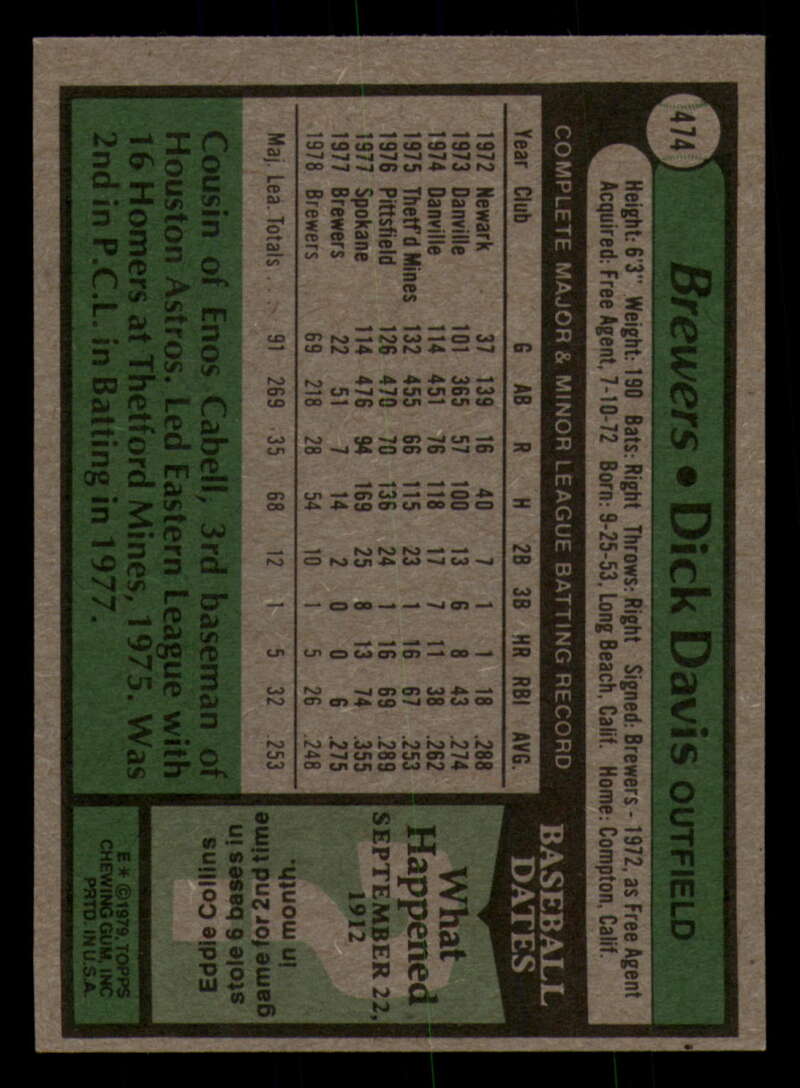 474
Brewers • Dick Davis OUTFIELD
Height: 6'3" Weight: 190 Bats: Right Throws: Right Signed: Brewers - 1972, as Free Agent
Acquired: Free Agent, 7-10-72 Born: 9-25-53, Long Beach, Calif. Home: Compton, Calif.
COMPLETE MAJOR & MINOR LEAGUE BATTING RECORD
Year Club G AB R H 2B 3B HR RBI AVG.
1972 Newark 37 139 16 40 7 1 1 18 .288
1973 Danville 101 365 57 100 13 6 8 43 .274
1974 Danville 114 451 76 118 17 7 11 38 .262
1975 Thetf'd Mines 132 455 66 115 23 1 16 67 .253
1976 Pittsfield 126 470 70 136 24 1 16 69 .289
1977 Spokane 114 476 94 169 25 8 13 74 .355
1977 Brewers 22 51 7 14 2 0 0 6 .275
1978 Brewers 69 218 28 54 10 1 5 26 .248
Maj. Lea. Totals . . . 91 269 35 68 12 1 5 32 .253
Cousin of Enos Cabell, 3rd baseman of
Houston Astros. Led Eastern League with
16 Homers at Thetford Mines, 1975. Was
2nd in P.C.L. in Batting in 1977.
BASEBALL
DATES
What
Happened
SEPTEMBER 22,
1912
Eddie Collins
stole 6 bases in
game for 2nd time
in month.
E * © 1979, TOPPS
CHEWING GUM, INC
PRTD. IN U.S.A.